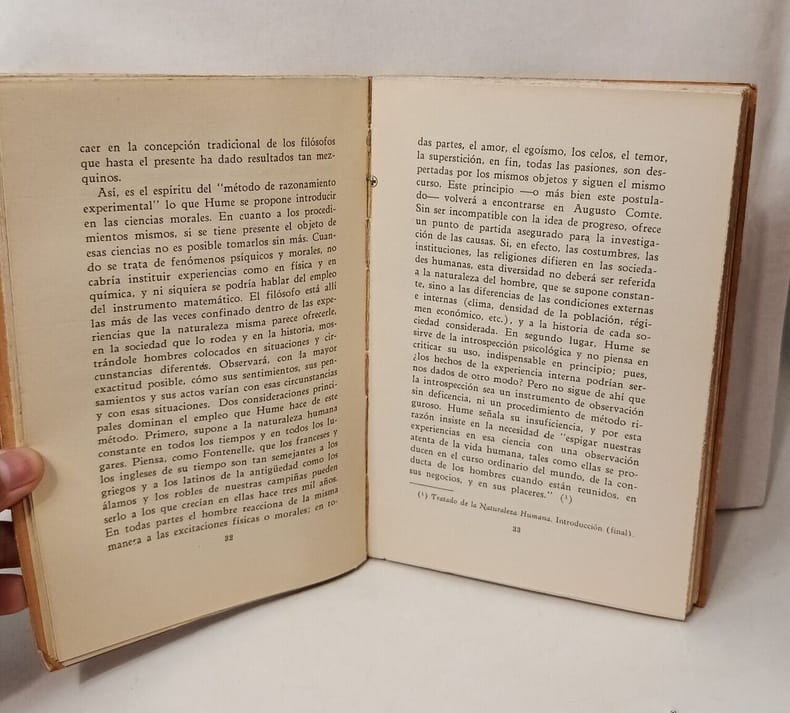 caer en la concepción tradicional de los filósofos
que hasta el presente ha dado resultados tan mez-
quinos.
Así, es el espíritu del "método de razonamiento
experimental" lo que Hume se propone introducir
en las ciencias morales. En cuanto a los procedi-
mientos mismos, si se tiene presente el objeto de
esas ciencias no es posible tomarlos sin más. Cuan-
do se trata de fenómenos psíquicos y morales, no
cabría instituir experiencias como en física y en
química, y ni siquiera se podría hablar del empleo
del instrumento matemático. El filósofo está allí
las más de las veces confinado dentro de las expe-
riencias que la naturaleza misma parece ofrecerle,
en la sociedad que lo rodea y en la historia, mos-
trándole hombres colocados en situaciones y cir-
cunstancias diferentes. Observará, con la mayor
exactitud posible, cómo sus sentimientos, sus pen-
samientos y sus actos varían con esas circunstancias
y con esas situaciones. Dos consideraciones princi-
pales dominan el empleo que Hume hace de este
método. Primero, supone a la naturaleza humana
constante en todos los tiempos y en todos los lu-
gares. Piensa, como Fontenelle, que los franceses y
los ingleses de su tiempo son tan semejantes a los
griegos y a los latinos de la antigüedad como los
álamos y los robles de nuestras campiñas pueden
serlo a los que crecían en ellas hace tres mil años.
En todas partes el hombre reacciona de la misma
manera a las excitaciones físicas o morales; en to-
32
das partes, el amor, el egoísmo, los celos, el temor,
la superstición, en fin, todas las pasiones, son des-
pertadas por los mismos objetos y siguen el mismo
curso. Este principio —o más bien este postula-
do— volverá a encontrarse en Augusto Comte.
Sin ser incompatible con la idea de progreso, ofrece
un punto de partida asegurado para la investiga-
ción de las causas. Si, en efecto, las costumbres, las
instituciones, las religiones difieren en las socieda-
des humanas, esta diversidad no deberá ser referida
a la naturaleza del hombre, que se supone constan-
te, sino a las diferencias de las condiciones externas
e internas (clima, densidad de la población, régi-
men económico, etc.), y a la historia de cada so-
ciedad considerada. En segundo lugar, Hume se
sirve de la introspección psicológica y no piensa en
criticar su uso, indispensable en principio; pues,
¿los hechos de la experiencia interna podrían ser-
nos dados de otro modo? Pero no sigue de ahí que
la introspección sea un instrumento de observación
sin deficencia, ni un procedimiento de método ri-
guroso. Hume señala su insuficiencia, y por esta
razón insiste en la necesidad de "espigar nuestras
experiencias en esa ciencia con una observación
atenta de la vida humana, tales como ellas se pro-
ducen en el curso ordinario del mundo, de la con-
ducta de los hombres cuando están reunidos, en
sus negocios, y en sus placeres." (¹)
(¹) Tratado de la Naturaleza Humana. Introducción (final).
33